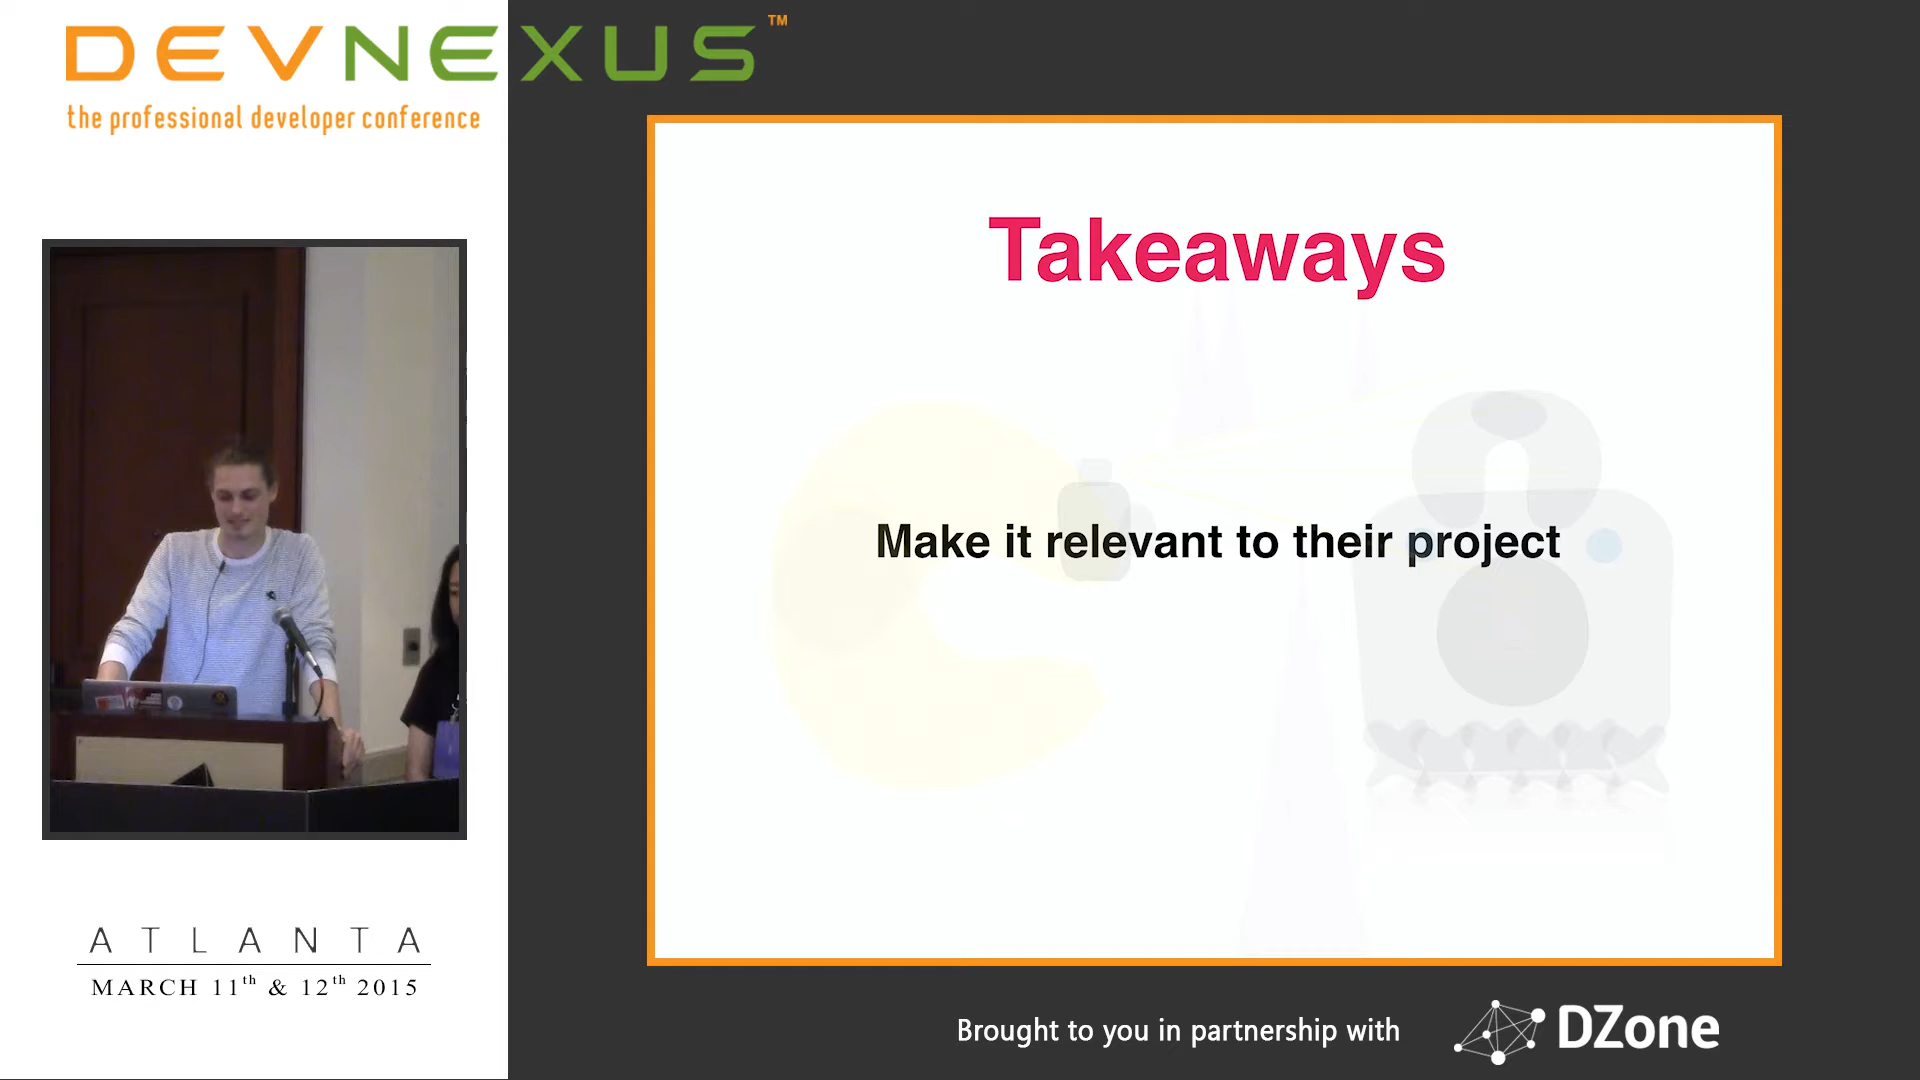 DEVNEXUS™
the professional developer conference
Takeaways
Make it relevant to their project
ATLANTA
MARCH 11th & 12th 2015
Brought to you in partnership with
DZone